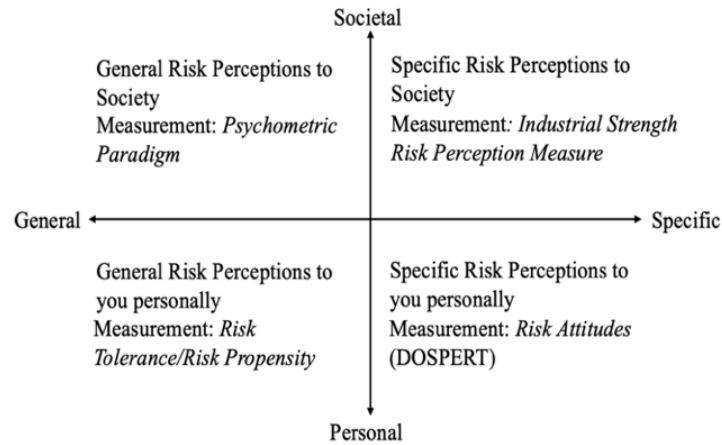 Societal
General Risk Perceptions to
Society
Measurement: Psychometric
Paradigm
Specific Risk Perceptions to
Society
Measurement: Industrial Strength
Risk Perception Measure
General
Specific
General Risk Perceptions to
you personally
Measurement: Risk
Tolerance/Risk Propensity
Specific Risk Perceptions to
you personally
Measurement: Risk Attitudes
(DOSPERT)
Personal